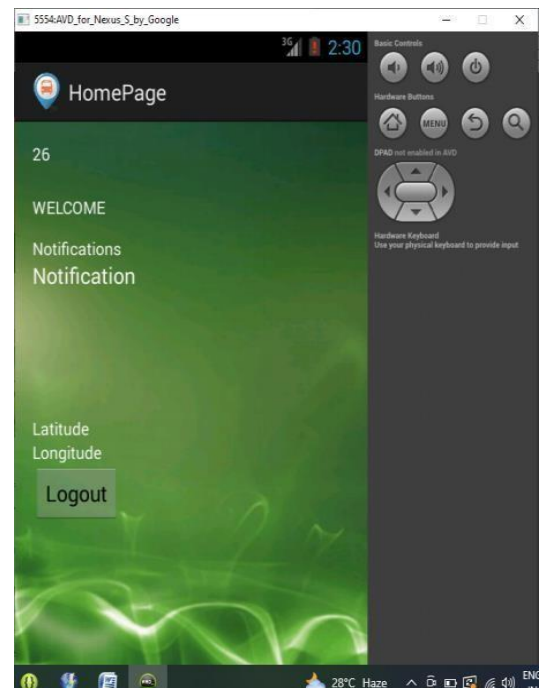 5554:AVD_for_Nexus_S_by_Google
3G
2:30
HomePage
26
WELCOME
Notifications
Notification
Latitude
Longitude
Logout
Basic Controls
Hardware Buttons
MENU
DPAD not enabled in AVD
Hardware Keyboard
Use your physical keyboard to provide input
28°C Haze
ENG